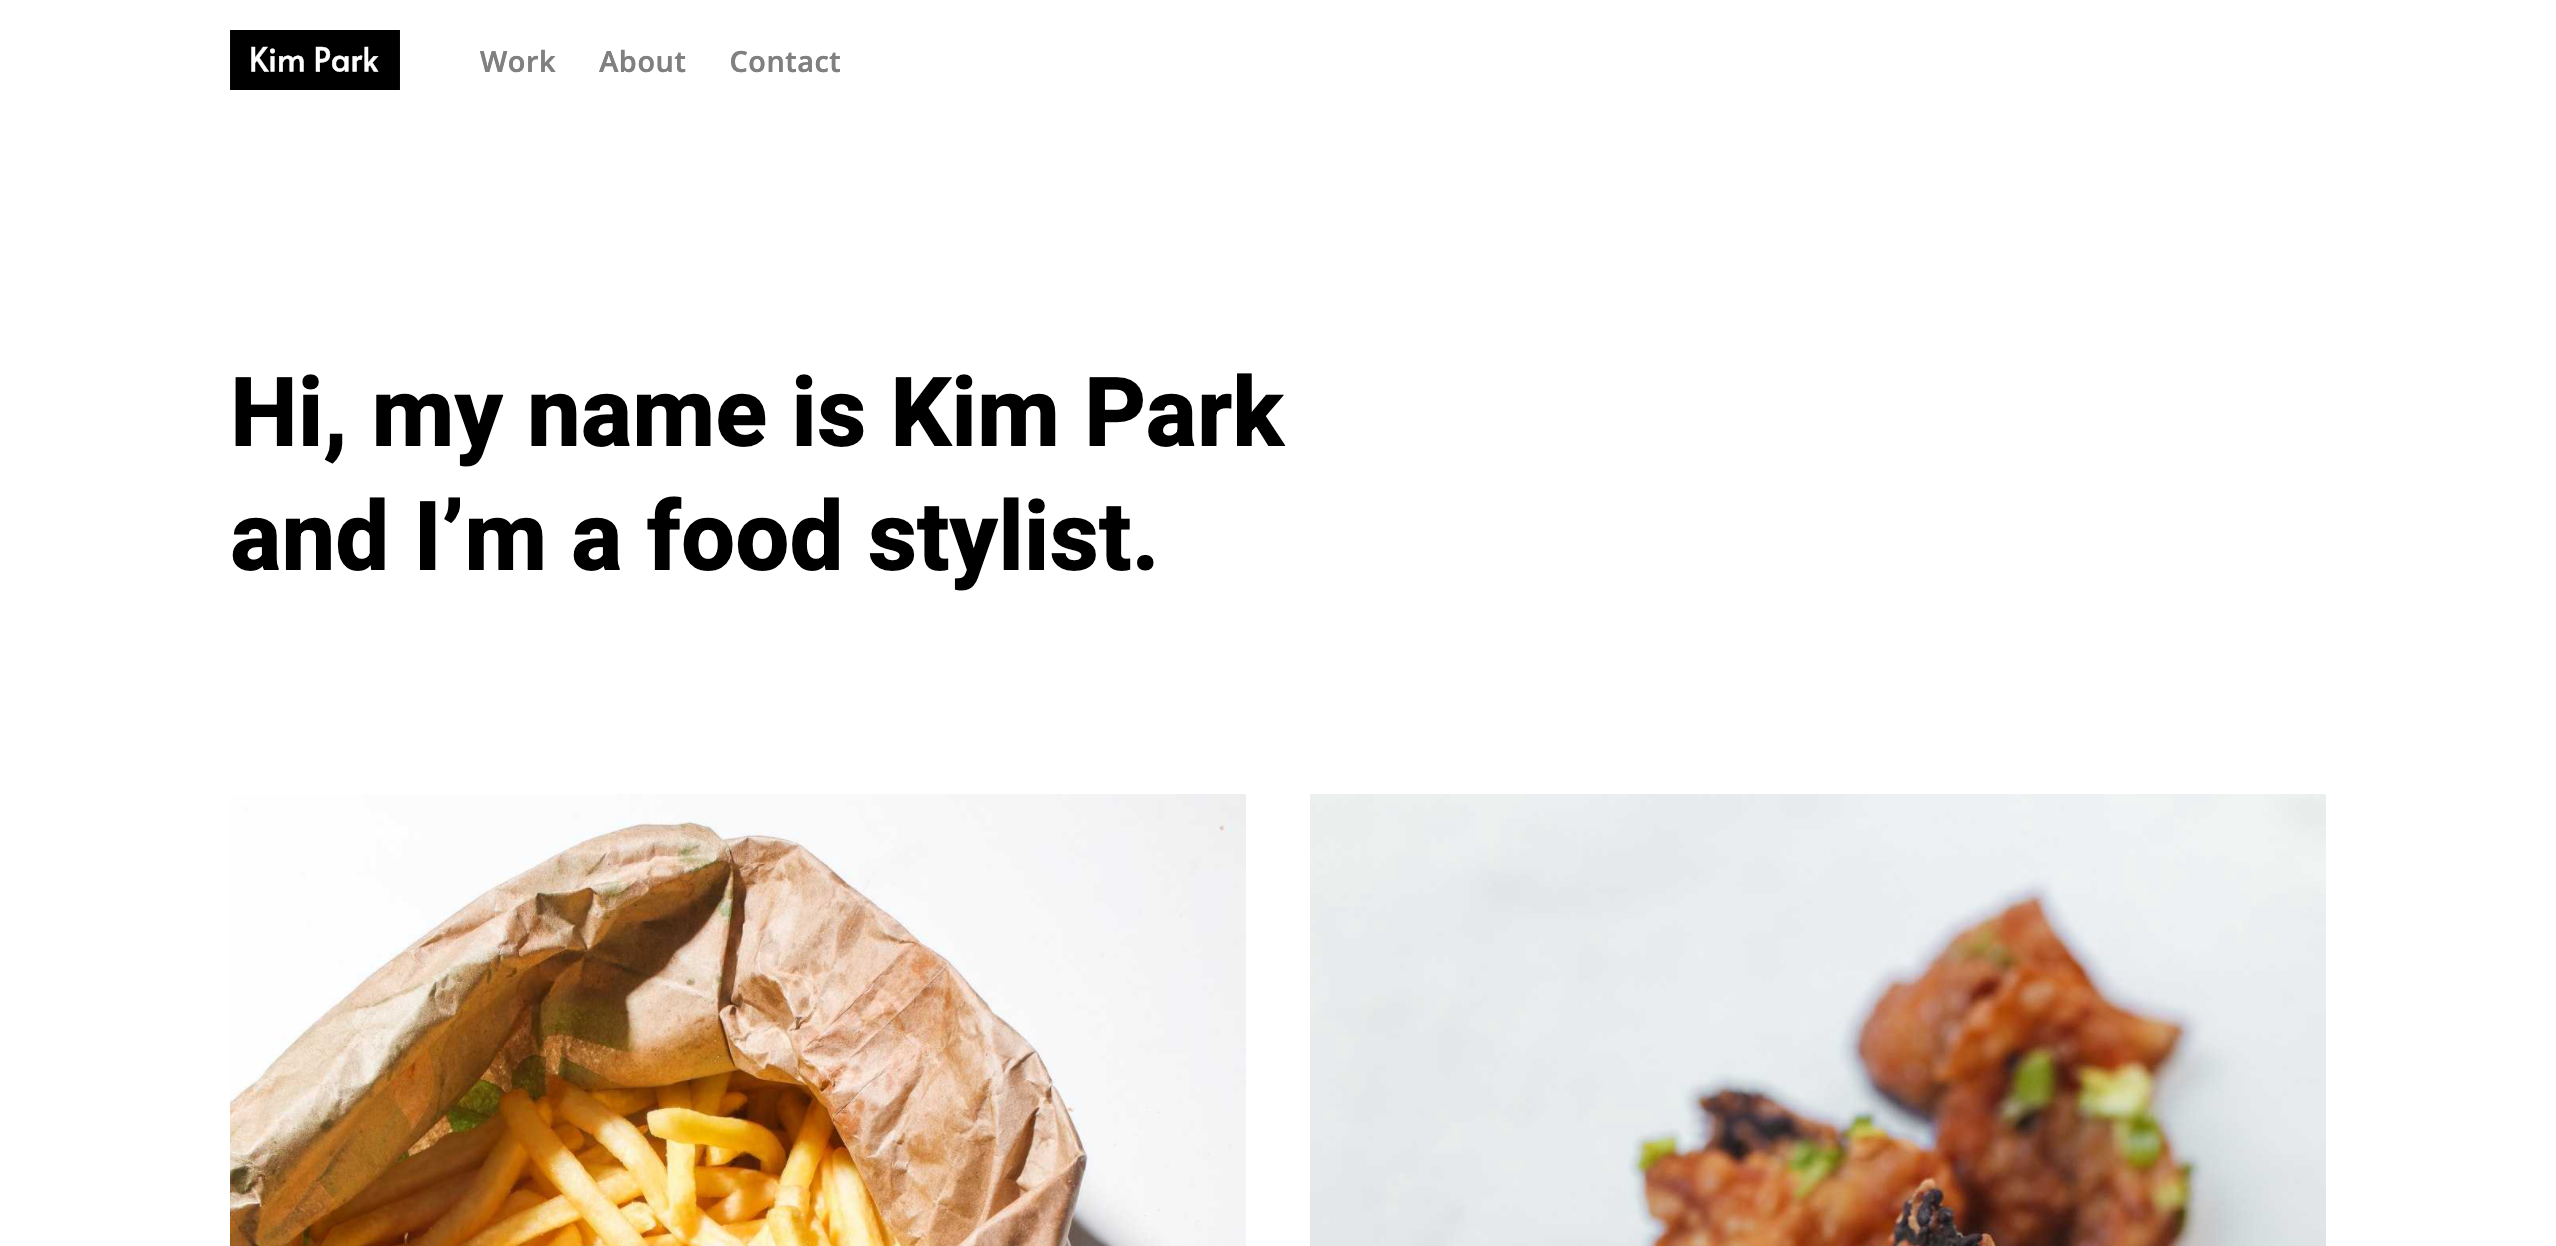 Kim Park
Work About Contact
Hi, my name is Kim Park
and I’m a food stylist.